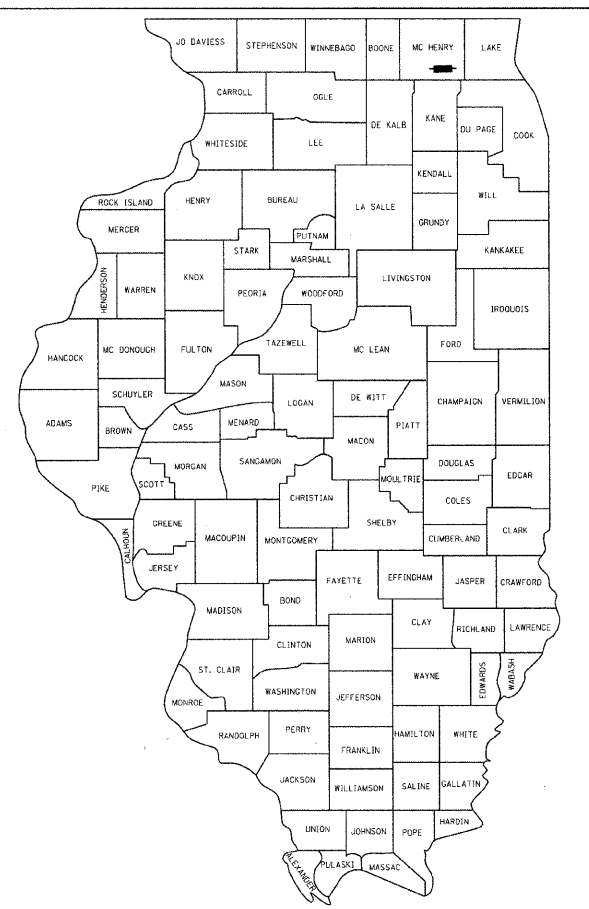 JO DAVIESS
STEPHENSON
WINNEBAGO
BOONE
MC HENRY
LAKE
CARROLL
OGLE
DE KALB
KANE
DU PAGE
COOK
WHITESIDE
LEE
KENDALL
WILL
ROCK ISLAND
HENRY
BUREAU
LA SALLE
GRUNDY
MERCER
PUTNAM
KANKAKEE
STARK
MARSHALL
LIVINGSTON
HENDERSON
WARREN
KNOX
PEORIA
WOODFORD
IROQUOIS
HANCOCK
MC DONOUGH
FULTON
TAZEWELL
MC LEAN
FORD
MASON
SCHUYLER
LOGAN
DE WITT
CHAMPAIGN
VERMILION
ADAMS
BROWN
CASS
MENARD
MACON
PIATT
MORGAN
SANGAMON
DOUGLAS
EDGAR
PIKE
SCOTT
CHRISTIAN
MOULTRIE
COLES
GREENE
MACOUPIN
MONTGOMERY
SHELBY
CUMBERLAND
CLARK
CALHOUN
JERSEY
FAYETTE
EFFINGHAM
JASPER
CRAWFORD
MADISON
BOND
CLAY
RICHLAND
LAWRENCE
CLINTON
MARION
ST. CLAIR
WAYNE
EDWARDS
WABASH
WASHINGTON
JEFFERSON
MONROE
RANDOLPH
PERRY
HAMILTON
WHITE
FRANKLIN
JACKSON
WILLIAMSON
SALINE
GALLATIN
UNION
JOHNSON
POPE
HARDIN
ALEXANDER
PULASKI
MASSAC